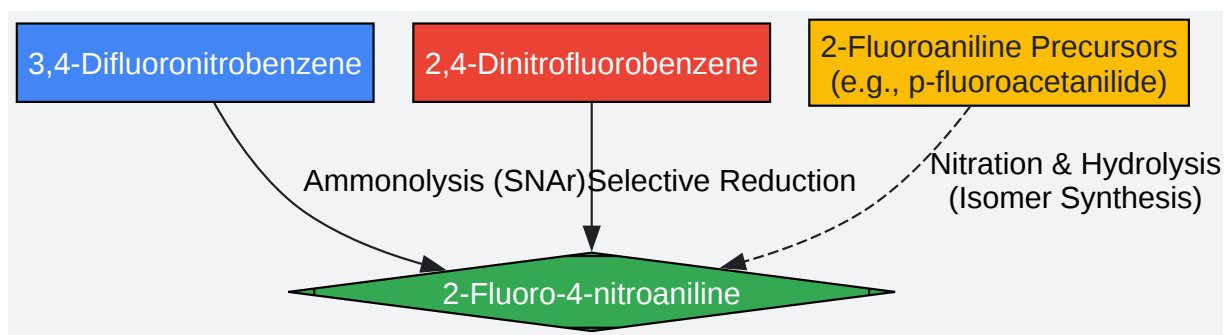 3,4-Difluoronitrobenzene
2,4-Dinitrofluorobenzene
2-Fluoroaniline Precursors
(e.g., p-fluoroacetanilide)
Ammonolysis (SNAr)
Selective Reduction
Nitration & Hydrolysis
(Isomer Synthesis)
2-Fluoro-4-nitroaniline